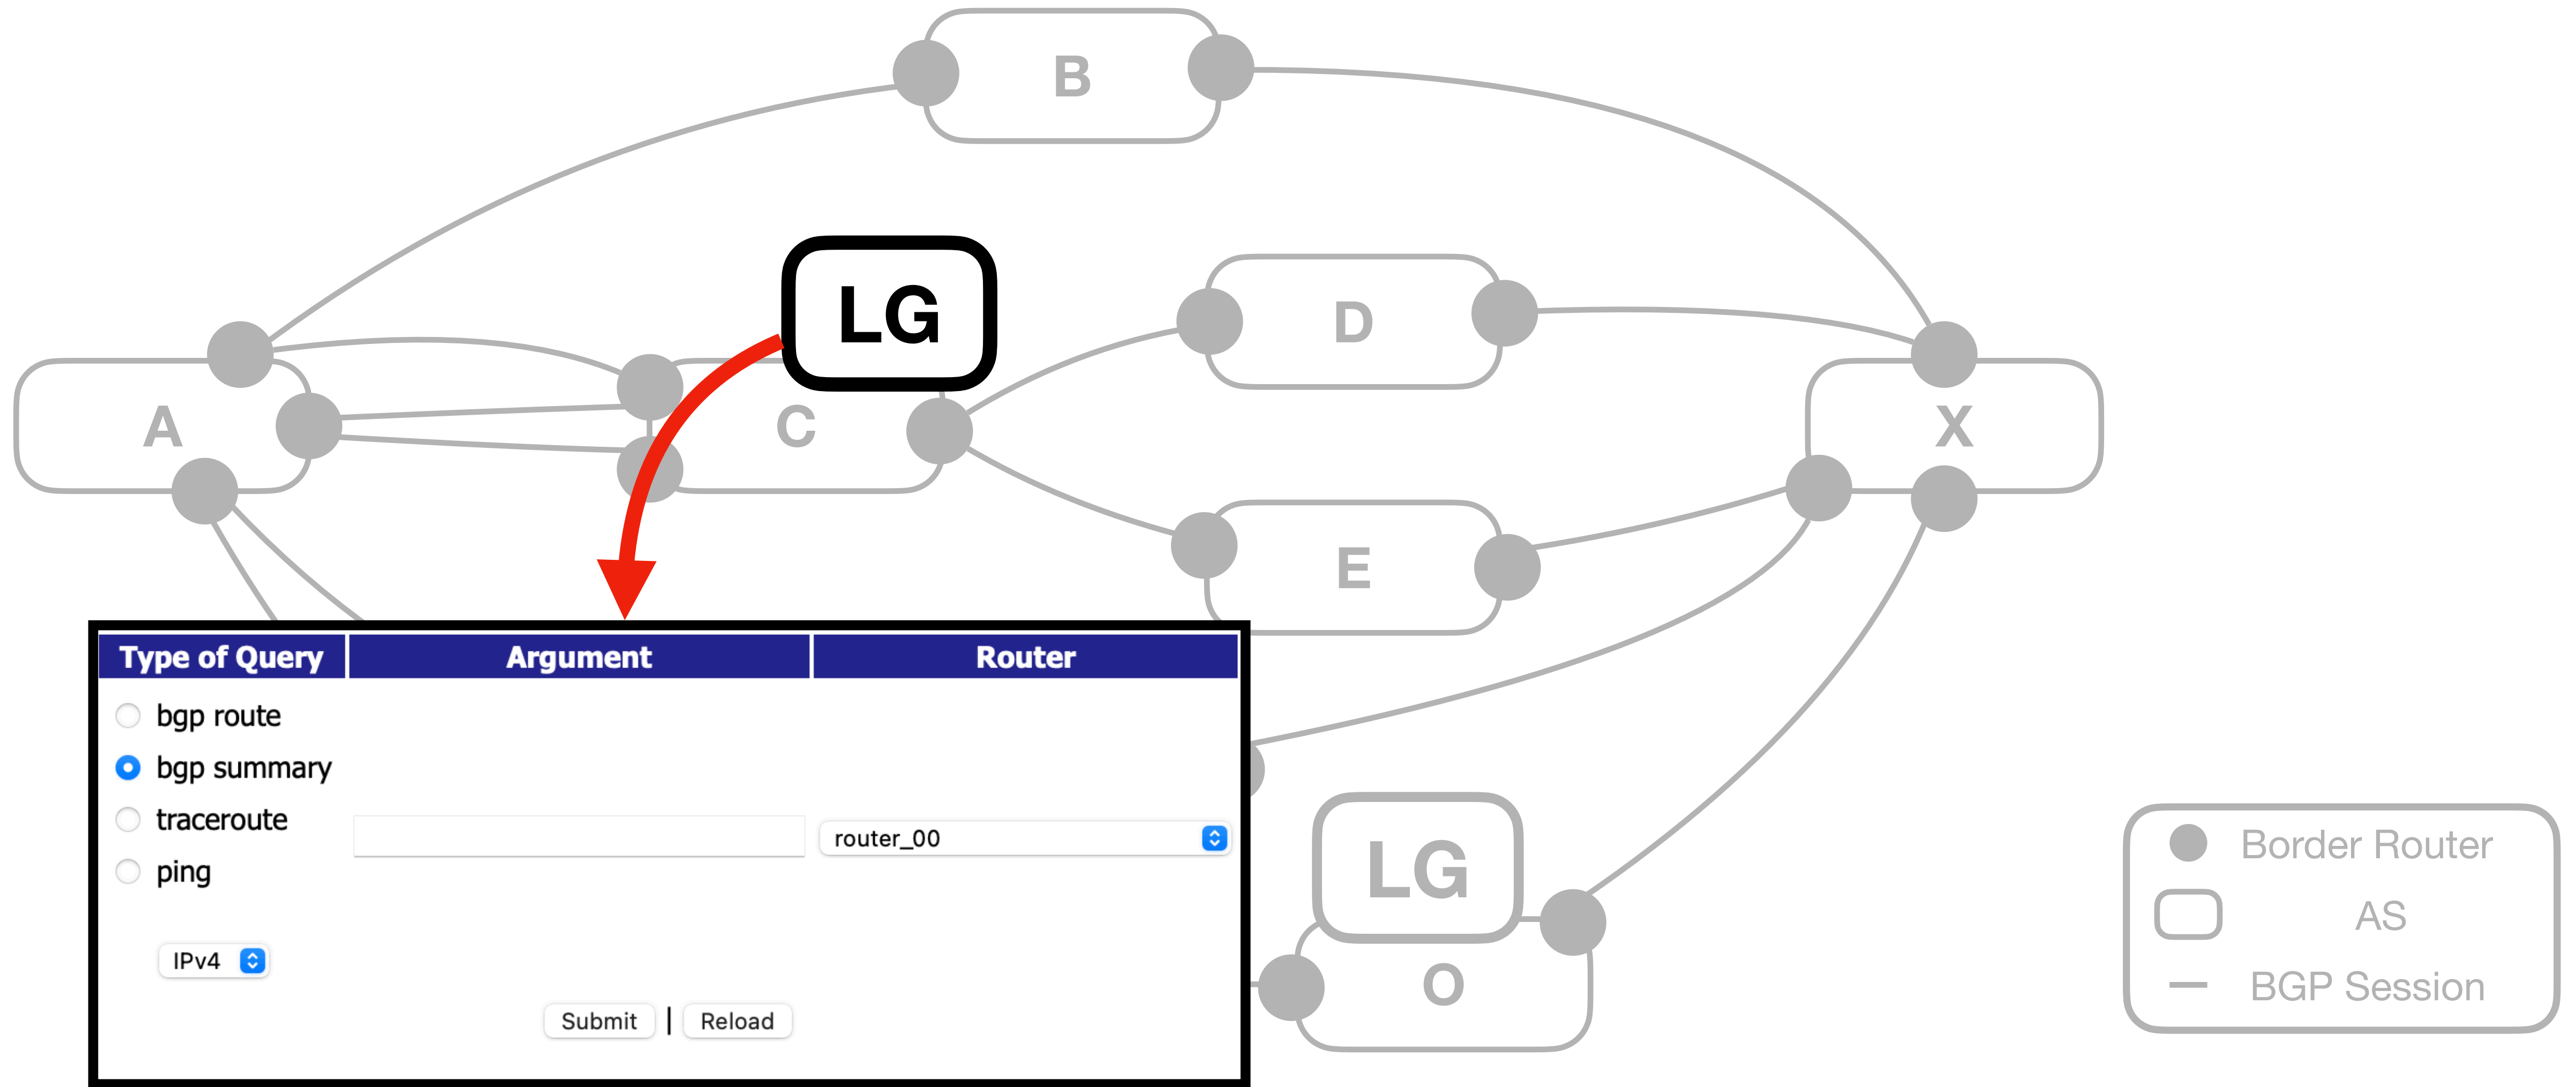 B
LG
D
A
C
X
E
Type of Query Argument Router
bgp route
bgp summary
traceroute
router_00
ping
IPv4
Submit | Reload
LG
O
Border Router
AS
BGP Session